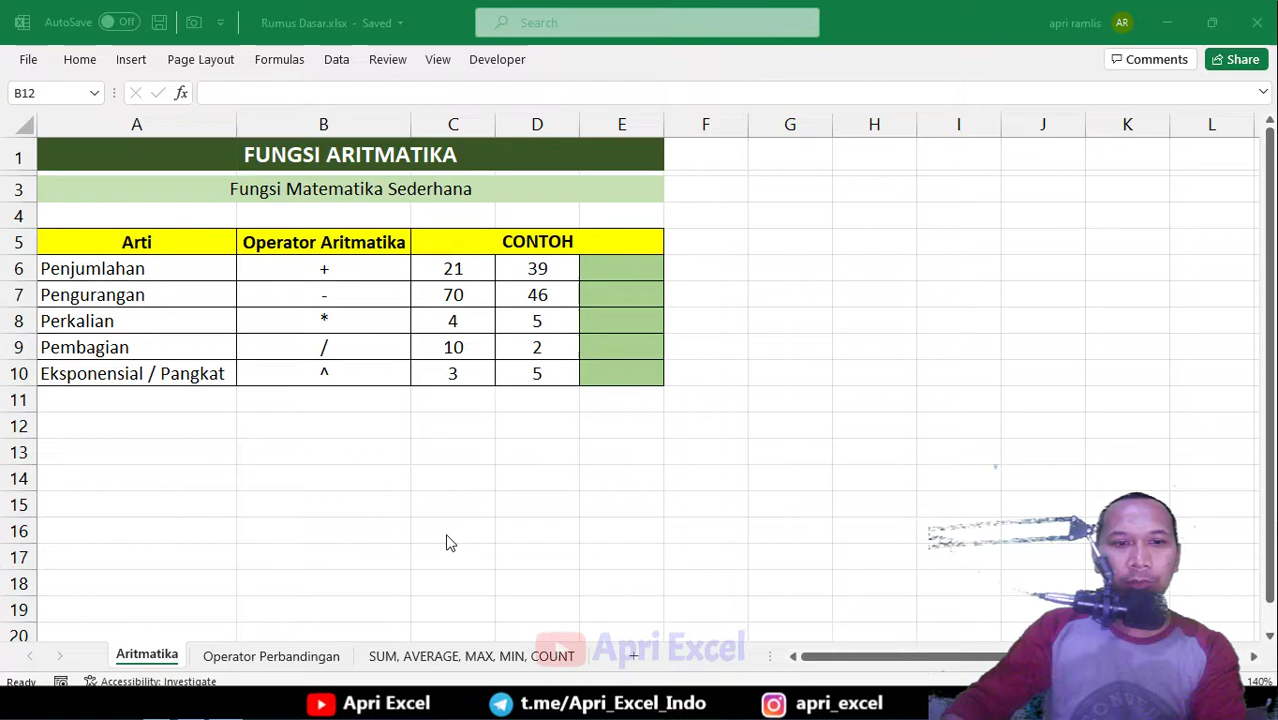 AutoSave Off Rumus Dasar.xlsx - Saved Search apri ramlis AR
File Home Insert Page Layout Formulas Data Review View Developer Comments Share
B12 fx
A B C D E F G H I J K L
1 FUNGSI ARITMATIKA
3 Fungsi Matematika Sederhana
4
5 Arti Operator Aritmatika CONTOH
6 Penjumlahan + 21 39
7 Pengurangan - 70 46
8 Perkalian * 4 5
9 Pembagian / 10 2
10 Eksponensial / Pangkat ^ 3 5
11
12
13
14
15
16
17
18
19
20
Apri Excel
Aritmatika Operator Perbandingan SUM, AVERAGE, MAX, MIN, COUNT +
Ready Accessibility: Investigate 140%
Apri Excel t.me/Apri_Excel_Indo apri_excel